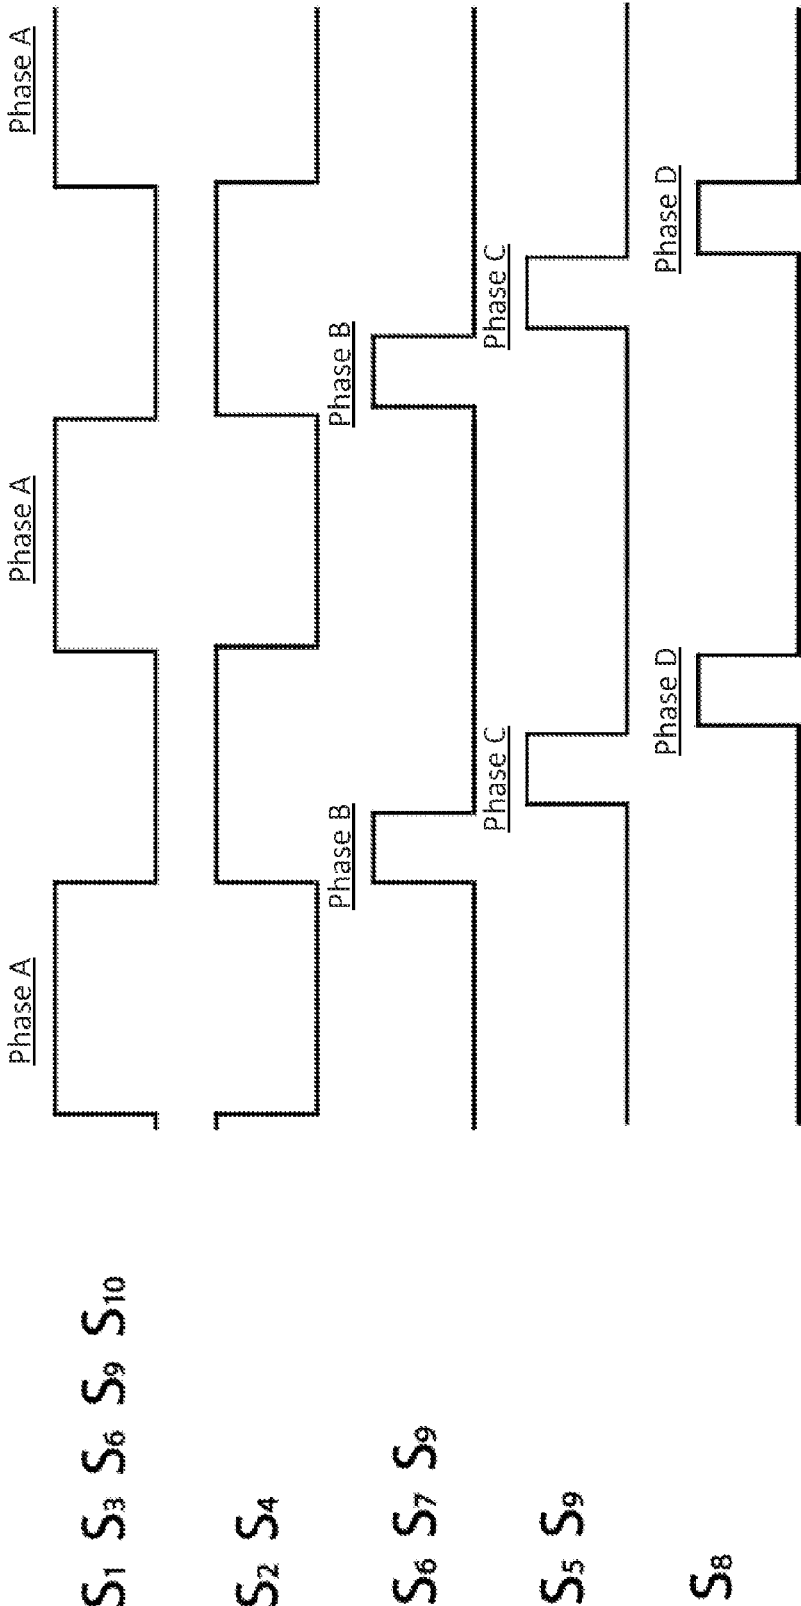 S1 S3 S6 S9 S10
Phase A
Phase A
Phase A
S2 S4
S6 S7 S9
Phase B
Phase B
S5 S9
Phase C
Phase C
S8
Phase D
Phase D